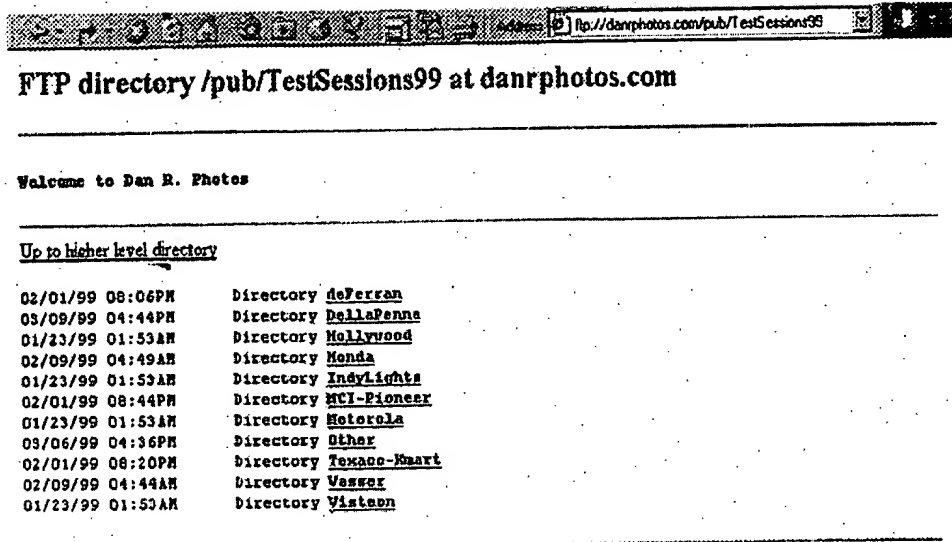 ftp://danrphotos.com/pub/TestSessions99
FTP directory /pub/TestSessions99 at danrphotos.com
Welcome to Dan R. Photos
Up to higher level directory
02/01/99 08:06PM Directory deFerran
03/09/99 04:44PM Directory DellaPenna
01/23/99 01:53AM Directory Hollywood
02/09/99 04:49AM Directory Honda
01/23/99 01:53AM Directory IndyLights
02/01/99 08:44PM Directory MCI-Pioneer
01/23/99 01:53AM Directory Motorola
03/06/99 04:36PM Directory Other
02/01/99 08:20PM Directory Texaco-Kmart
02/09/99 04:44AM Directory Vasser
01/23/99 01:53AM Directory Visteon